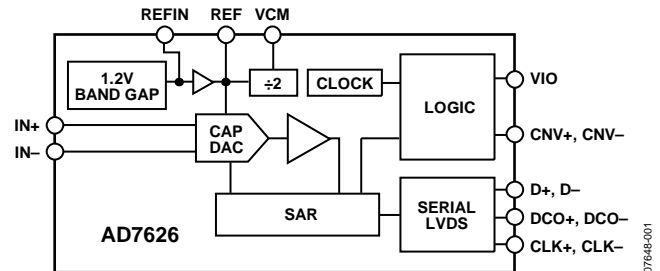 REFIN REF VCM
1.2V
BAND GAP
÷2
CLOCK
LOGIC
VIO
CNV+, CNV–
IN+
IN–
CAP
DAC
SAR
SERIAL
LVDS
D+, D–
DCO+, DCO–
CLK+, CLK–
AD7626
07648-001